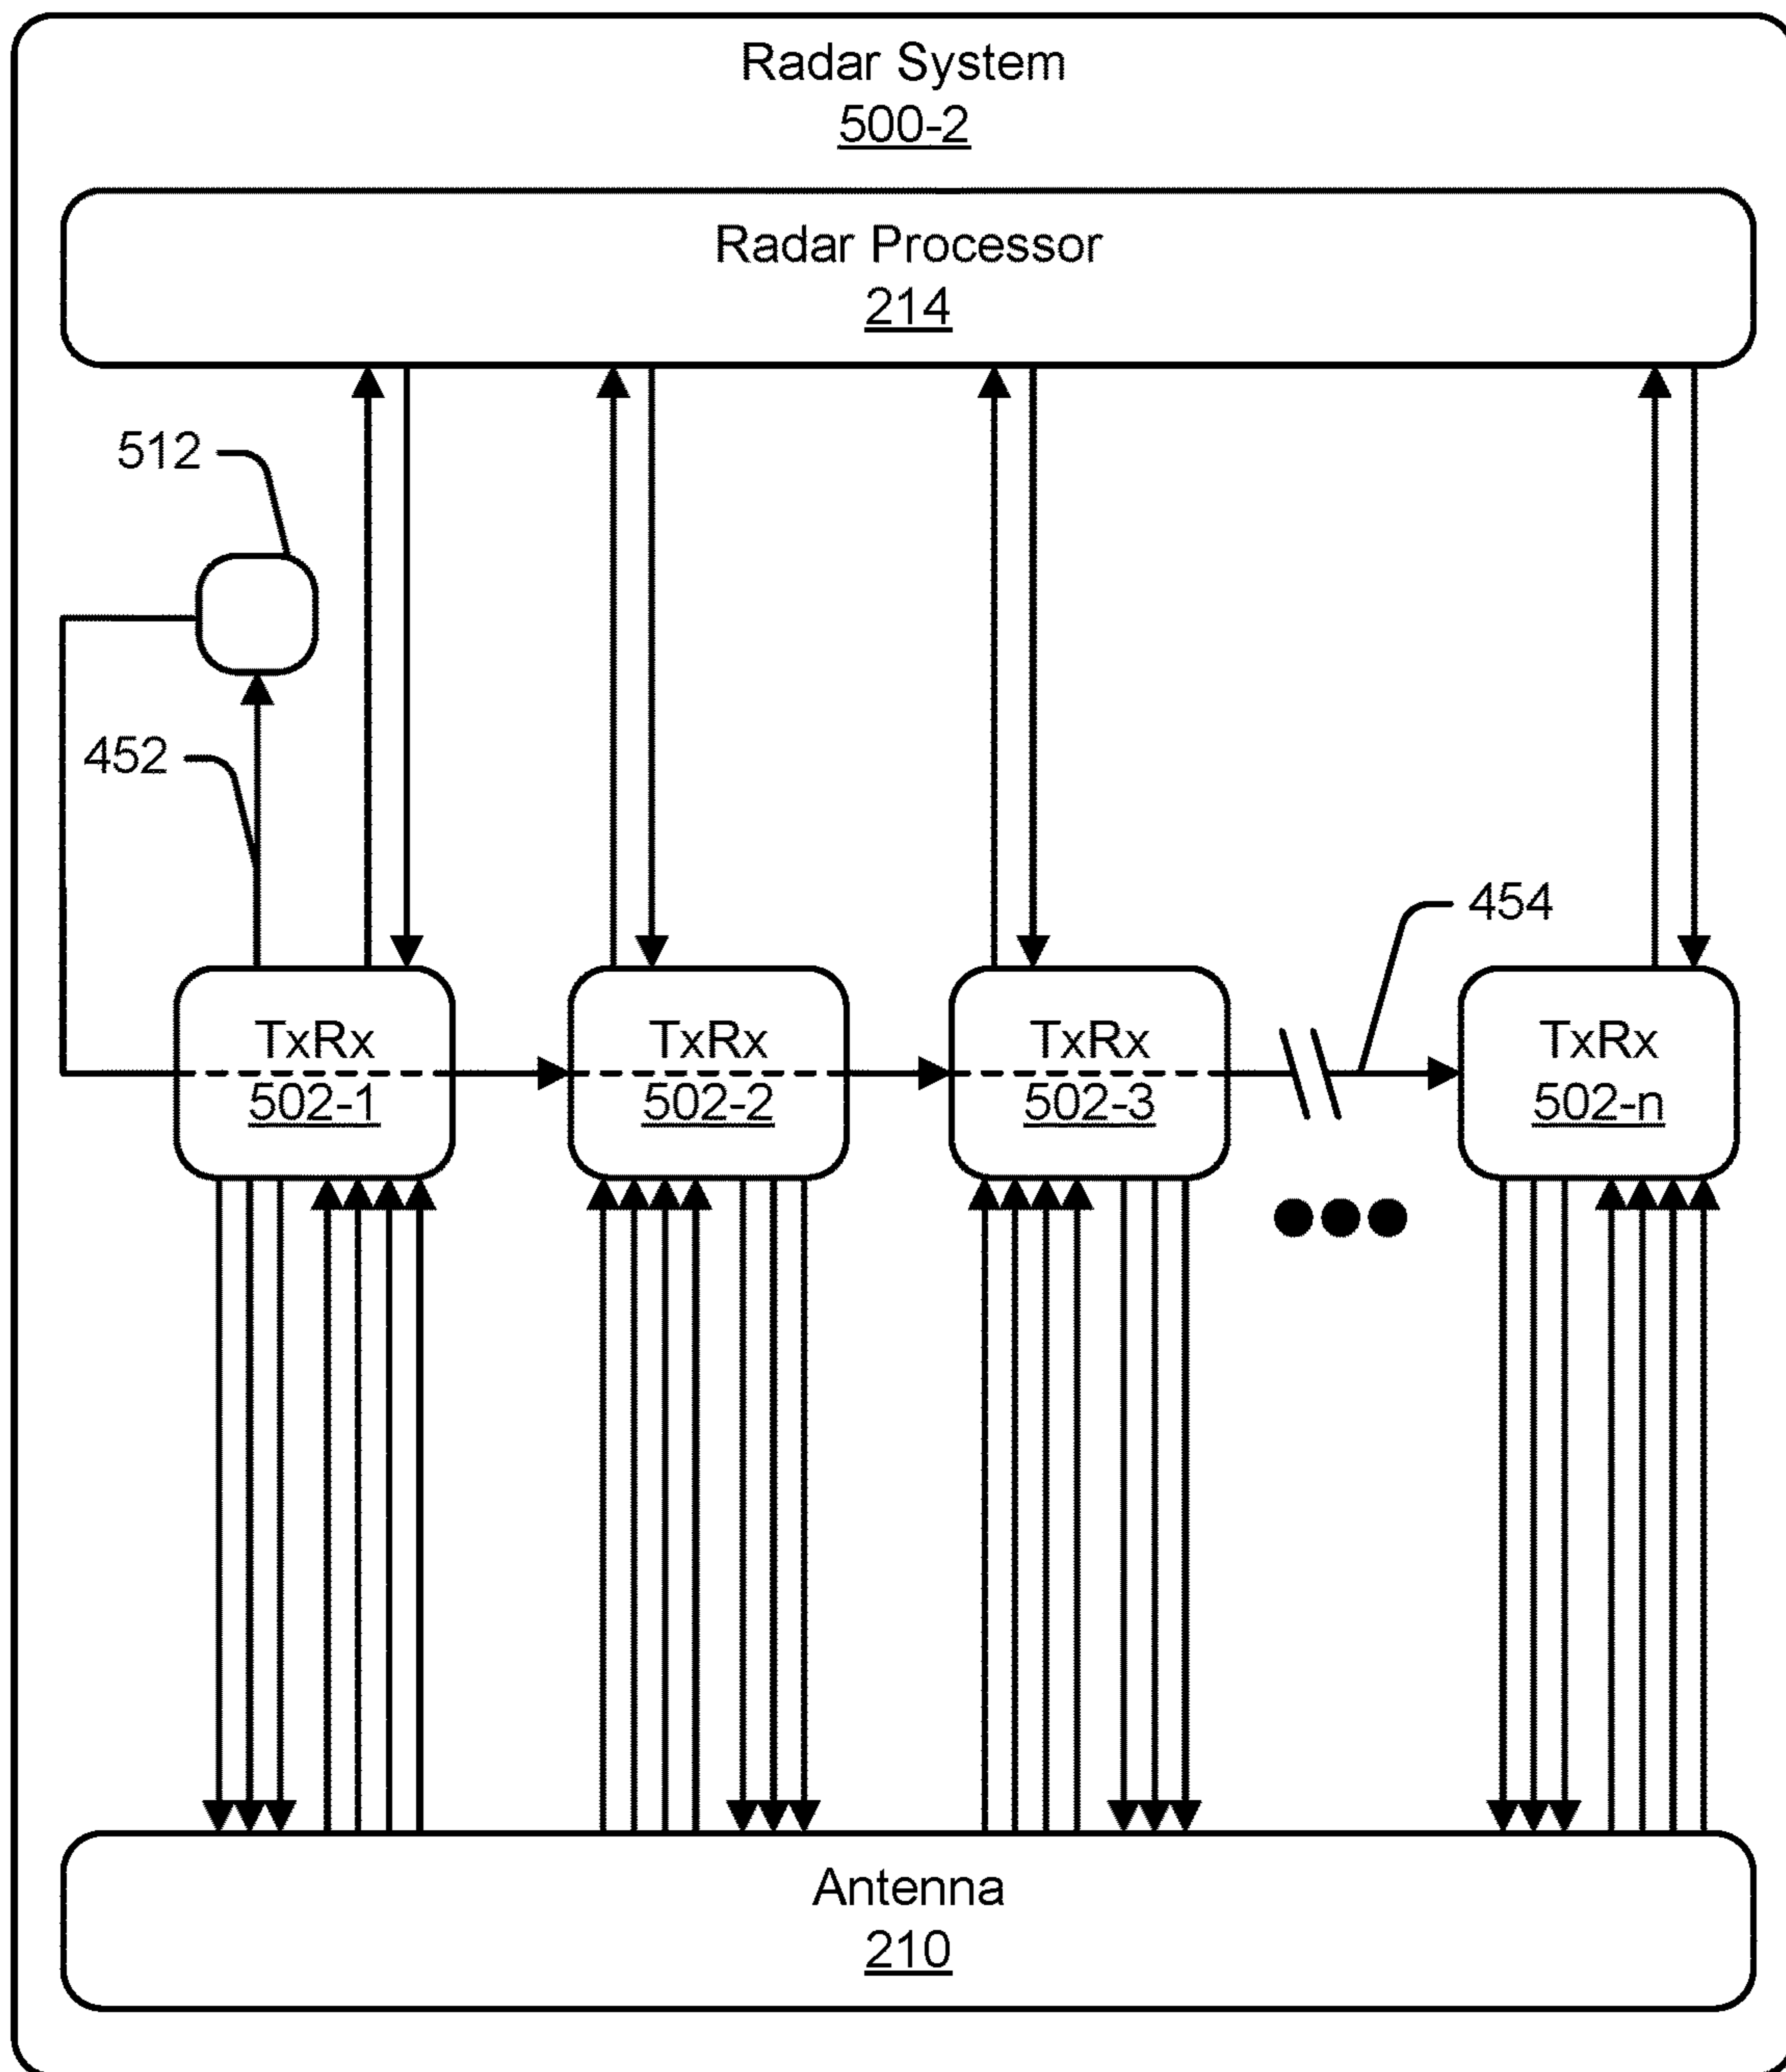 Radar System
500-2
Radar Processor
214
512
452
454
TxRx
502-1
TxRx
502-2
TxRx
502-3
TxRx
502-n
Antenna
210